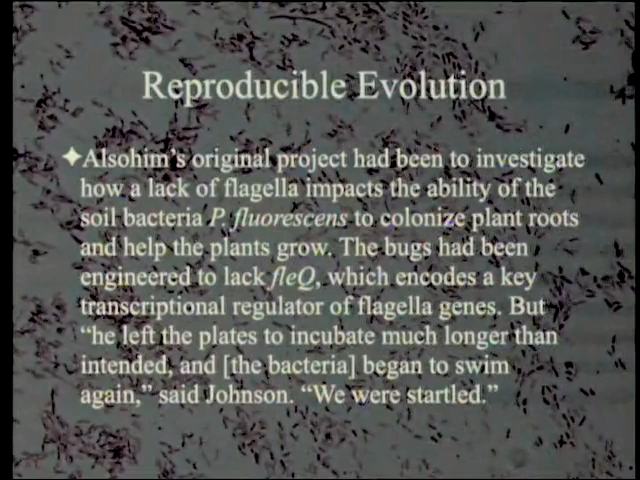 Reproducible Evolution
✦Alsohim's original project had been to investigate
how a lack of flagella impacts the ability of the
soil bacteria P. fluorescens to colonize plant roots
and help the plants grow. The bugs had been
engineered to lack fleQ, which encodes a key
transcriptional regulator of flagella genes. But
“he left the plates to incubate much longer than
intended, and [the bacteria] began to swim
again,” said Johnson. “We were startled.”